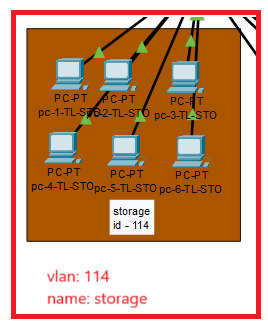 PC-PT PC-PT PC-PT
pc-1-TL-STO -2-TL-STO pc-3-TL-STO
PC-PT PC-PT PC-PT
pc-4-TL-STO pc-5-TL-STO pc-6-TL-STO
storage
id - 114
vlan: 114
name: storage